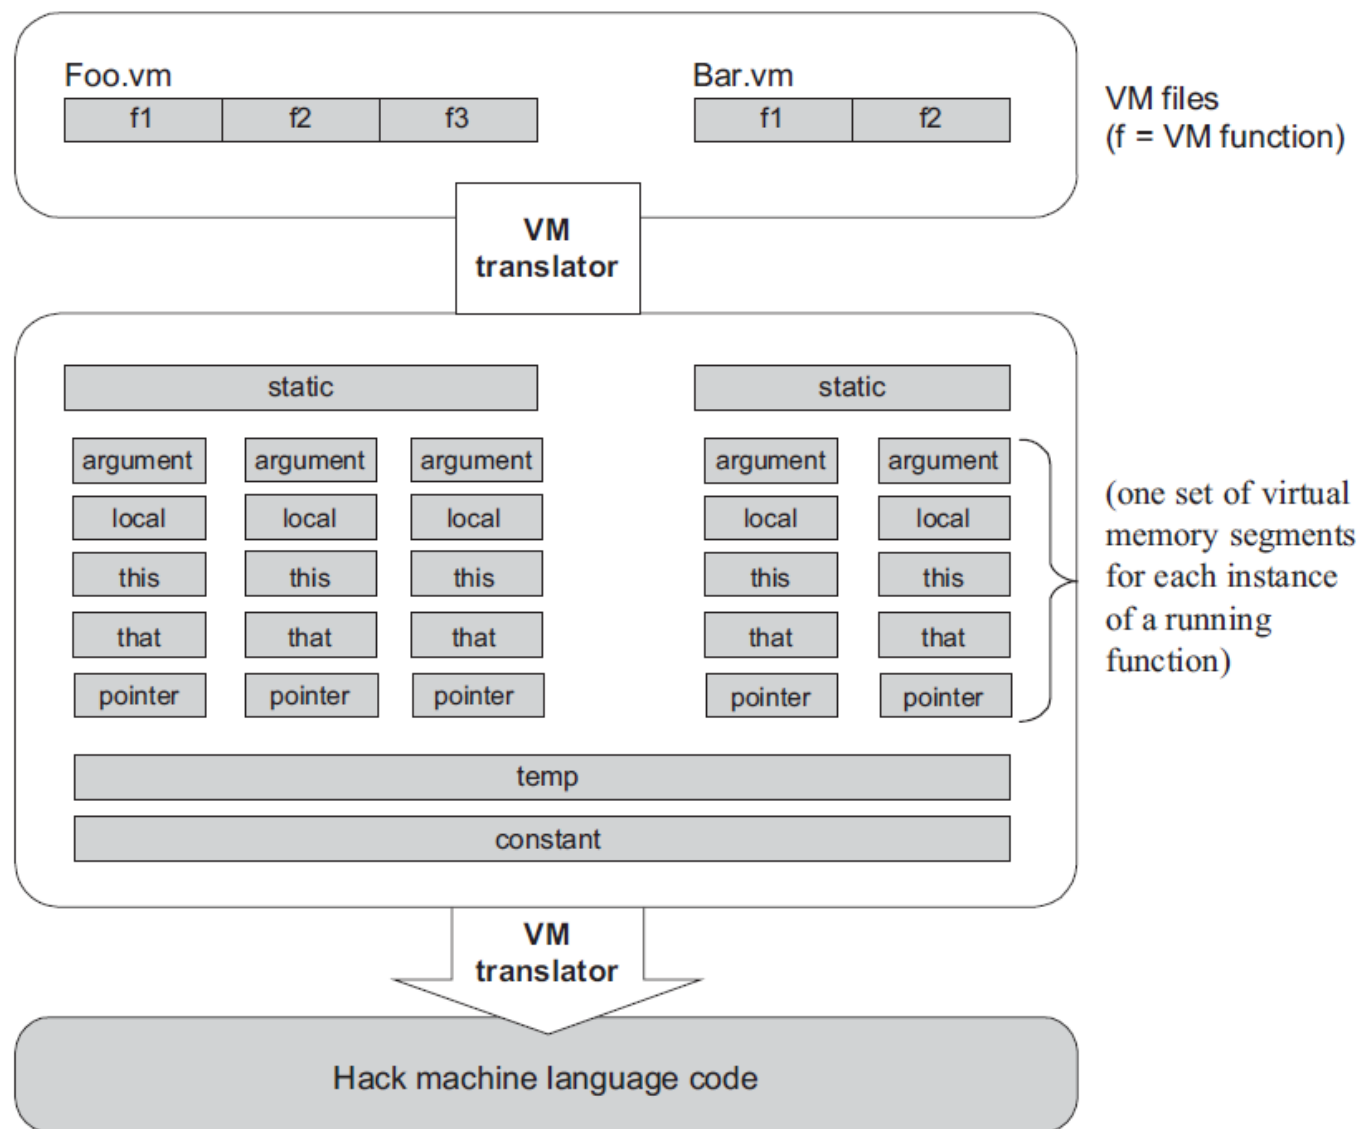 Foo.vm
Bar.vm
f1 f2 f3
f1 f2
VM files
(f = VM function)
VM
translator
static
static
argument argument argument argument argument
local local local local local
this this this this this
that that that that that
pointer pointer pointer pointer pointer
(one set of virtual
memory segments
for each instance
of a running
function)
temp
constant
VM
translator
Hack machine language code